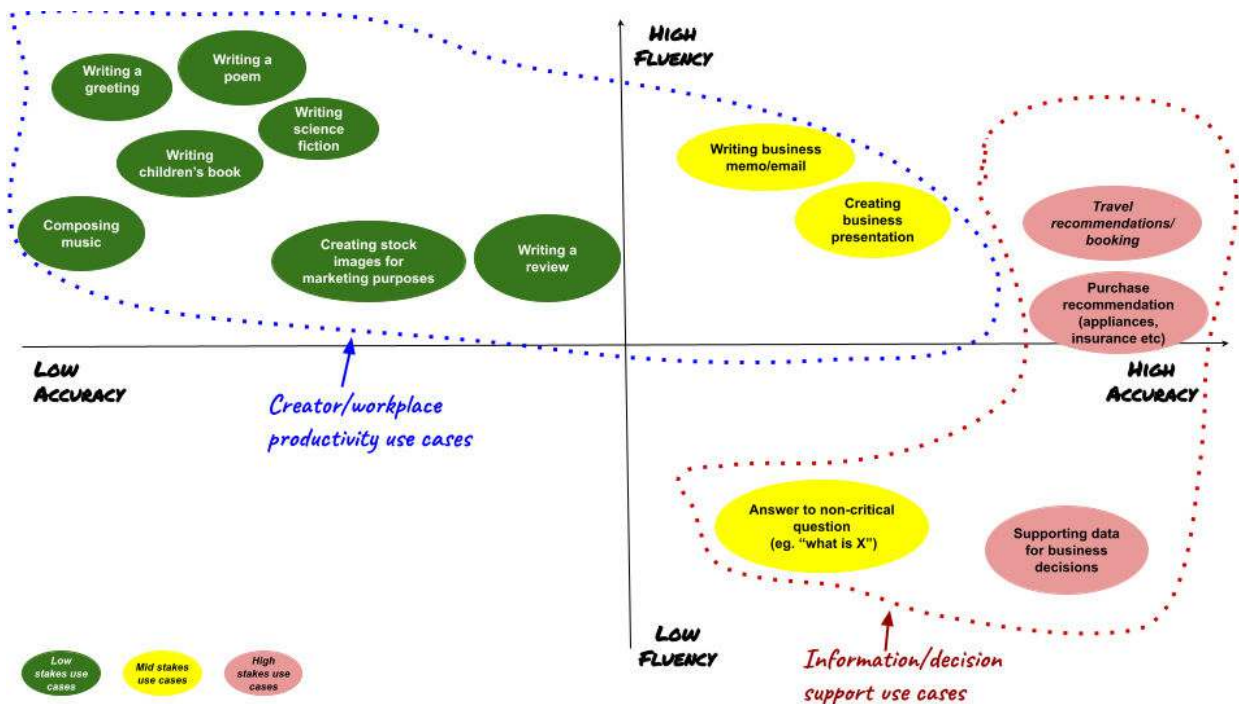 HIGH
FLUENCY
Writing a
greeting
Writing a
poem
Writing
science
fiction
Writing
children's book
Composing
music
Creating stock
images for
marketing purposes
Writing a
review
Writing business
memo/email
Creating
business
presentation
Travel
recommendations/
booking
Purchase
recommendation
(appliances,
insurance etc)
LOW
ACCURACY
HIGH
ACCURACY
Creator/workplace
productivity use cases
Answer to non-critical
question
(eg. "what is X")
Supporting data
for business
decisions
LOW
FLUENCY
Information/decision
support use cases
Low
stakes use
cases
Mid stakes
use cases
High
stakes use
cases